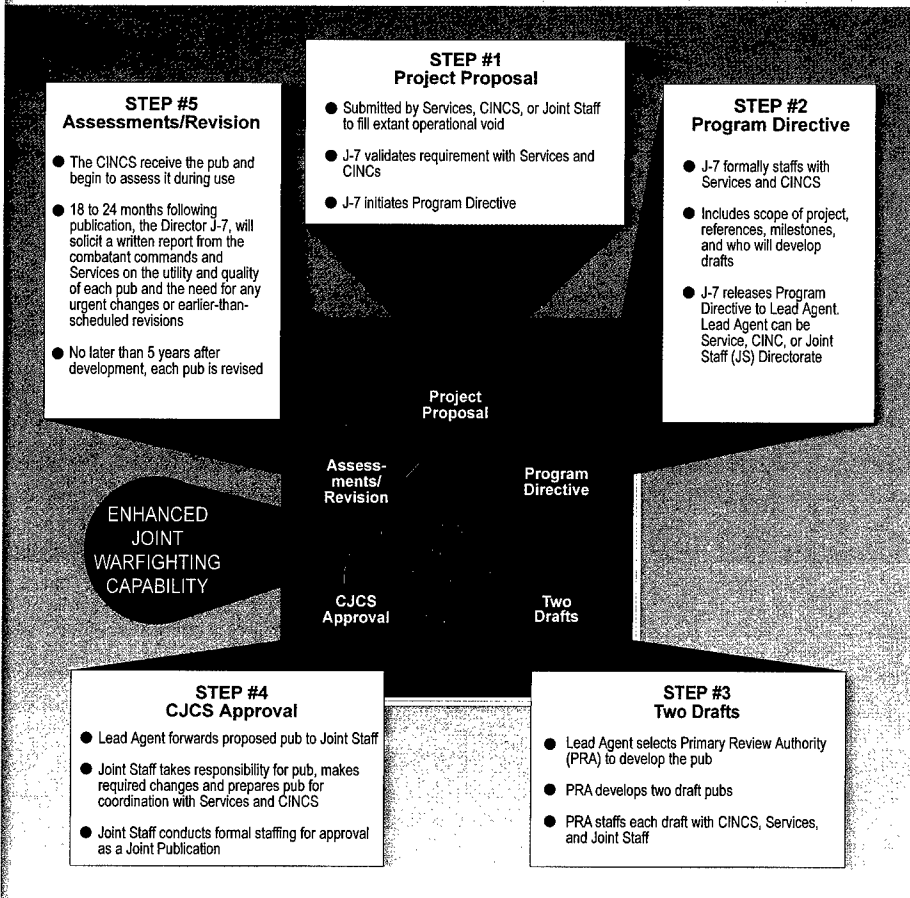 STEP #1
Project Proposal
● Submitted by Services, CINCS, or Joint Staff
to fill extant operational void
● J-7 validates requirement with Services and
CINCs
● J-7 initiates Program Directive
STEP #2
Program Directive
● J-7 formally staffs with
Services and CINCS
● Includes scope of project,
references, milestones,
and who will develop
drafts
● J-7 releases Program
Directive to Lead Agent.
Lead Agent can be
Service, CINC, or Joint
Staff (JS) Directorate
STEP #3
Two Drafts
● Lead Agent selects Primary Review Authority
(PRA) to develop the pub
● PRA develops two draft pubs
● PRA staffs each draft with CINCS, Services,
and Joint Staff
STEP #4
CJCS Approval
● Lead Agent forwards proposed pub to Joint Staff
● Joint Staff takes responsibility for pub, makes
required changes and prepares pub for
coordination with Services and CINCS
● Joint Staff conducts formal staffing for approval
as a Joint Publication
STEP #5
Assessments/Revision
● The CINCS receive the pub and
begin to assess it during use
● 18 to 24 months following
publication, the Director J-7, will
solicit a written report from the
combatant commands and
Services on the utility and quality
of each pub and the need for any
urgent changes or earlier-than-
scheduled revisions
● No later than 5 years after
development, each pub is revised
Project
Proposal
Program
Directive
Two
Drafts
CJCS
Approval
Assess-
ments/
Revision
ENHANCED
JOINT
WARFIGHTING
CAPABILITY